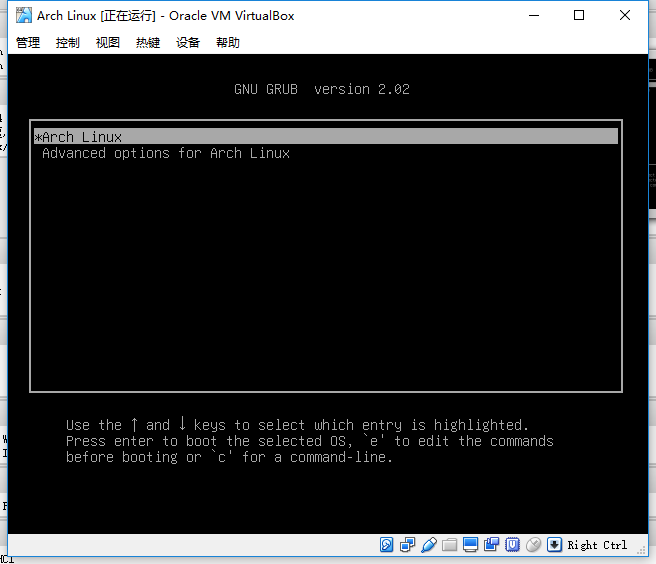 Arch Linux [正在运行] - Oracle VM VirtualBox
管理 控制 视图 热键 设备 帮助
GNU GRUB version 2.02
*Arch Linux
Advanced options for Arch Linux
Use the ↑ and ↓ keys to select which entry is highlighted.
Press enter to boot the selected OS, `e' to edit the commands
before booting or `c' for a command-line.
Right Ctrl